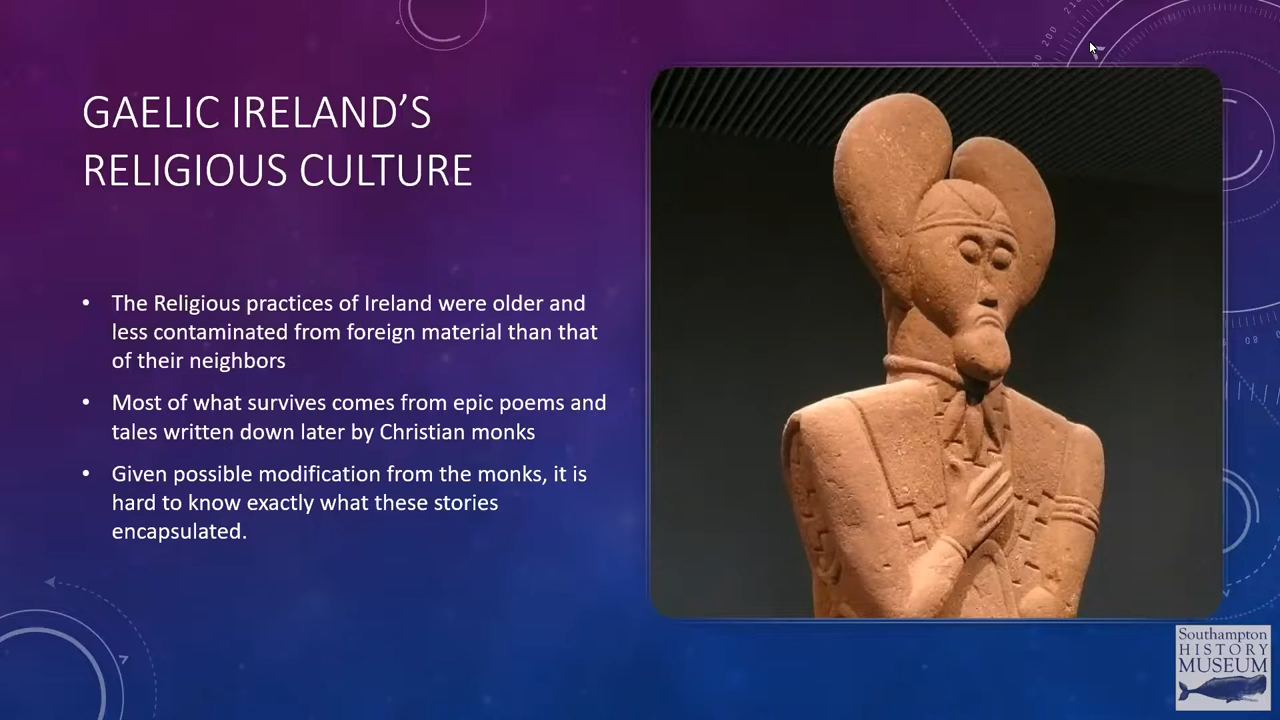 GAELIC IRELAND'S
RELIGIOUS CULTURE
• The Religious practices of Ireland were older and
less contaminated from foreign material than that
of their neighbors
• Most of what survives comes from epic poems and
tales written down later by Christian monks
• Given possible modification from the monks, it is
hard to know exactly what these stories
encapsulated.
Southampton
HISTORY
MUSEUM